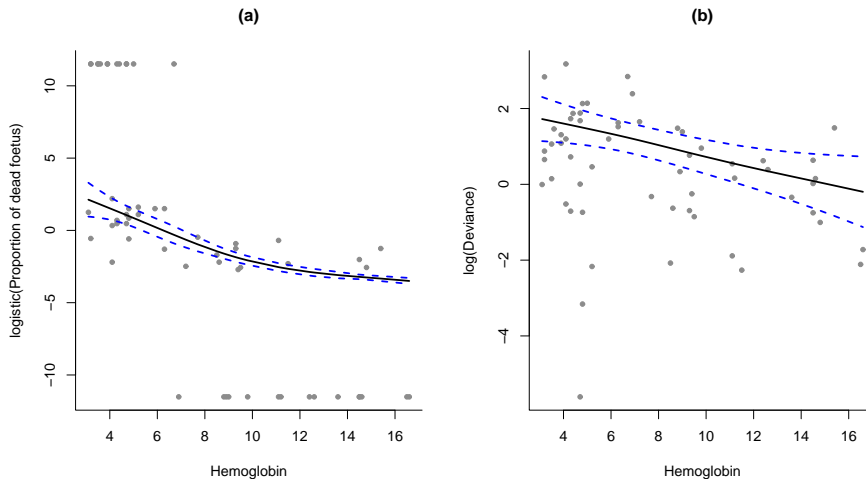 (a)
logistic(Proportion of dead foetus)
10
5
0
−5
−10
4 6 8 10 12 14 16
Hemoglobin
(b)
log(Deviance)
2
0
−2
−4
4 6 8 10 12 14 16
Hemoglobin